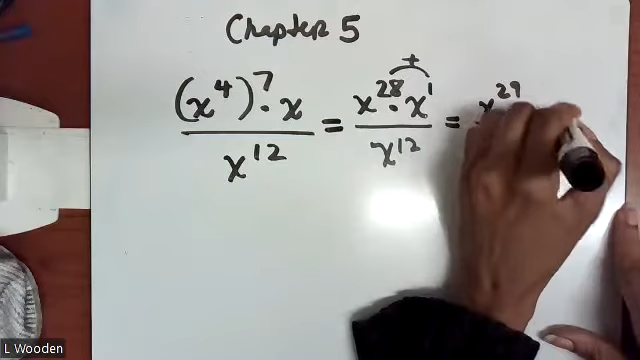 Chapter 5
(x⁴)⁷ · x / x¹² = x²⁸ · x¹ / x¹² = x²⁹
+
L Wooden